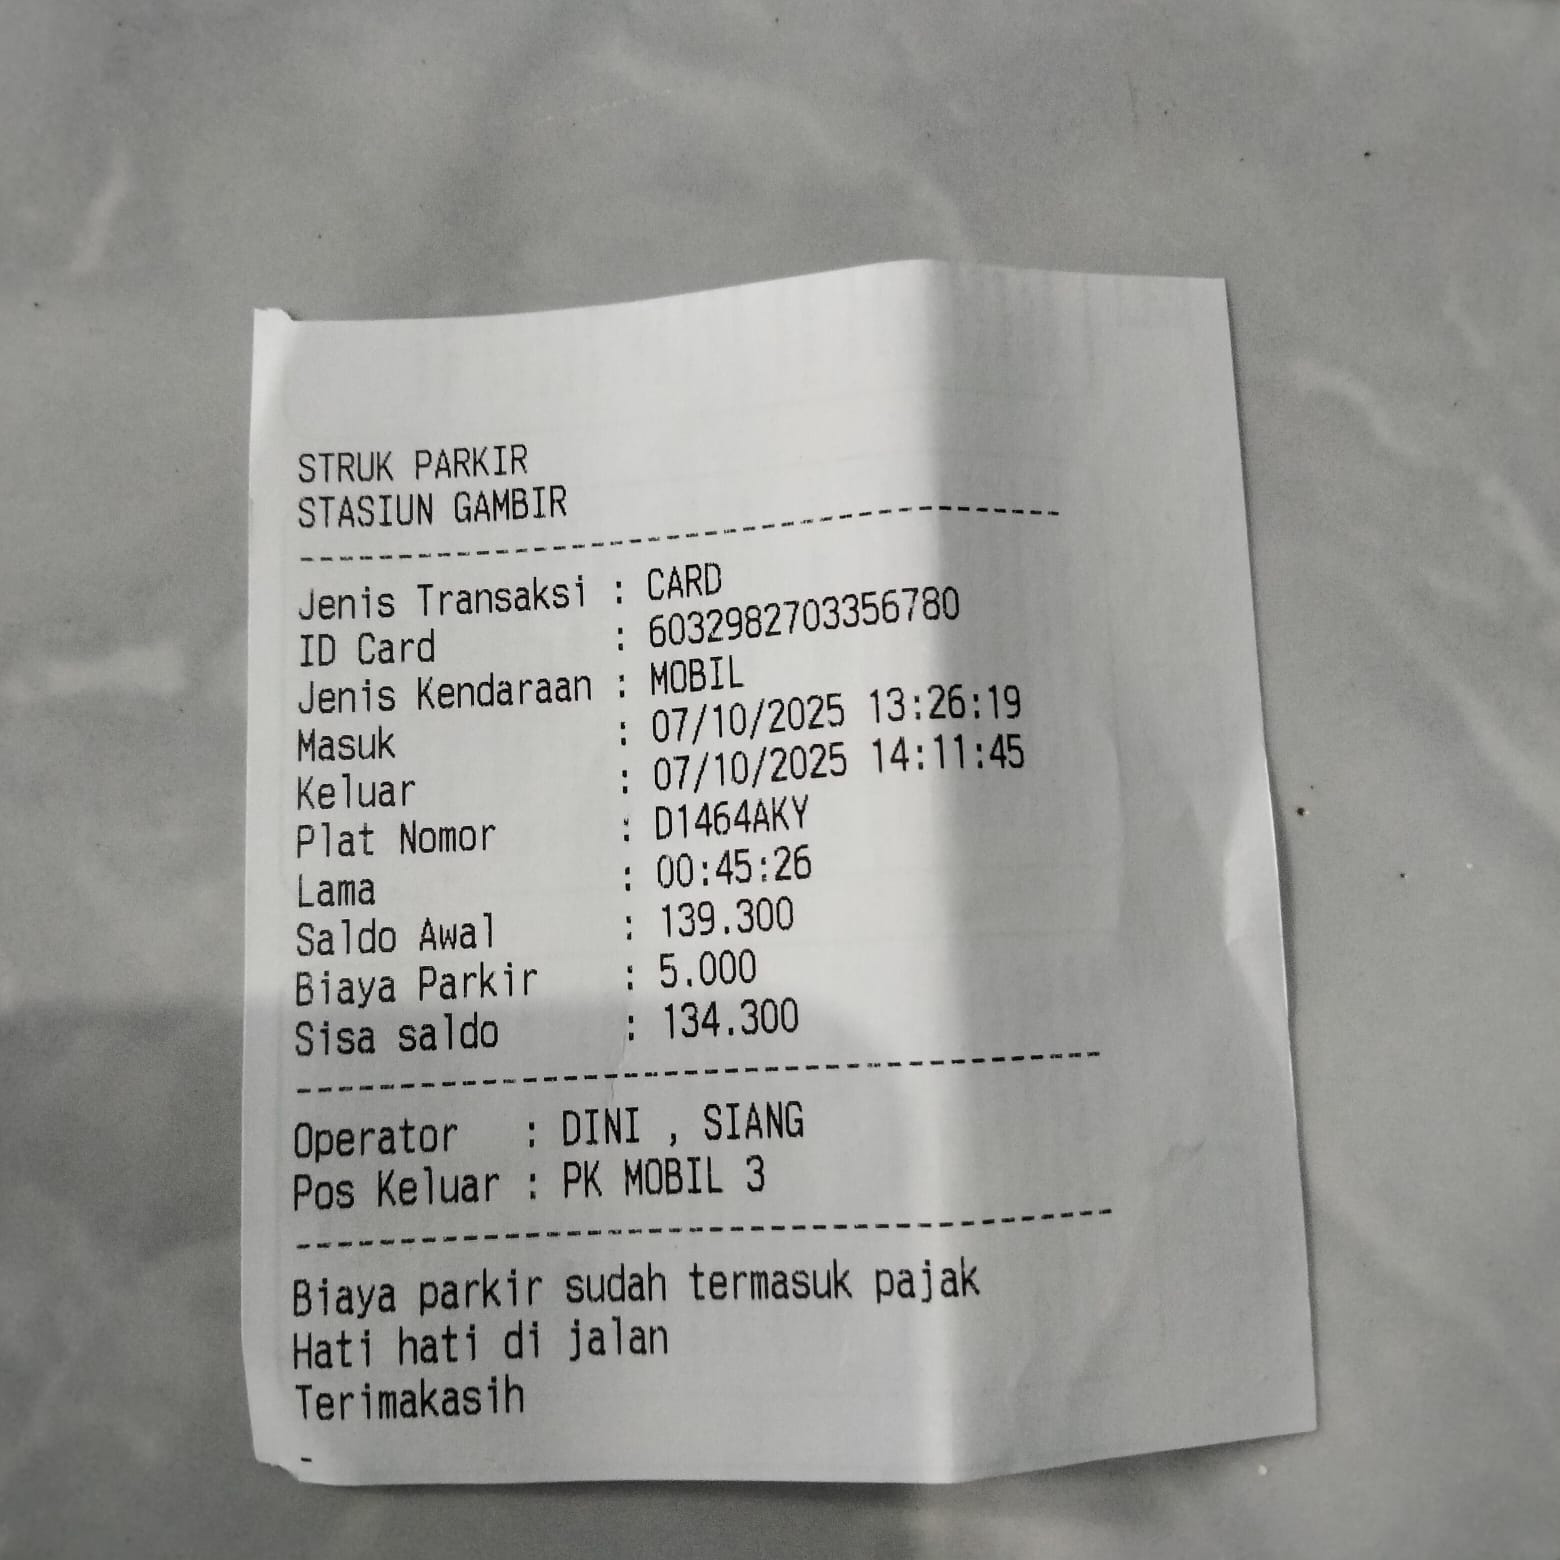 STRUK PARKIR
STASIUN GAMBIR
---------------------------------------
Jenis Transaksi : CARD
ID Card : 6032982703356780
Jenis Kendaraan : MOBIL
Masuk : 07/10/2025 13:26:19
Keluar : 07/10/2025 14:11:45
Plat Nomor : D1464AKY
Lama : 00:45:26
Saldo Awal : 139.300
Biaya Parkir : 5.000
Sisa saldo : 134.300
---------------------------------------
Operator : DINI , SIANG
Pos Keluar : PK MOBIL 3
---------------------------------------
Biaya parkir sudah termasuk pajak
Hati hati di jalan
Terimakasih
-